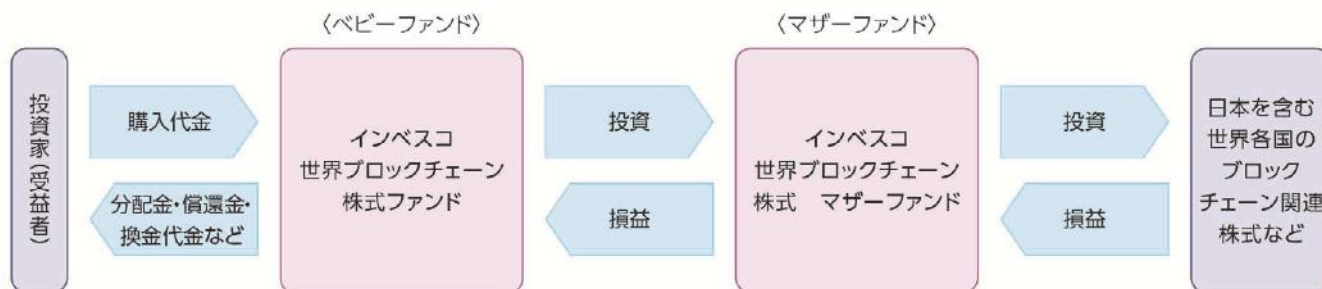 〈ベビーファンド〉
〈マザーファンド〉
投資家(受益者)
購入代金
分配金・償還金・
換金代金など
インベスコ
世界ブロックチェーン
株式ファンド
投資
損益
インベスコ
世界ブロックチェーン
株式　マザーファンド
投資
損益
日本を含む
世界各国の
ブロック
チェーン関連
株式など